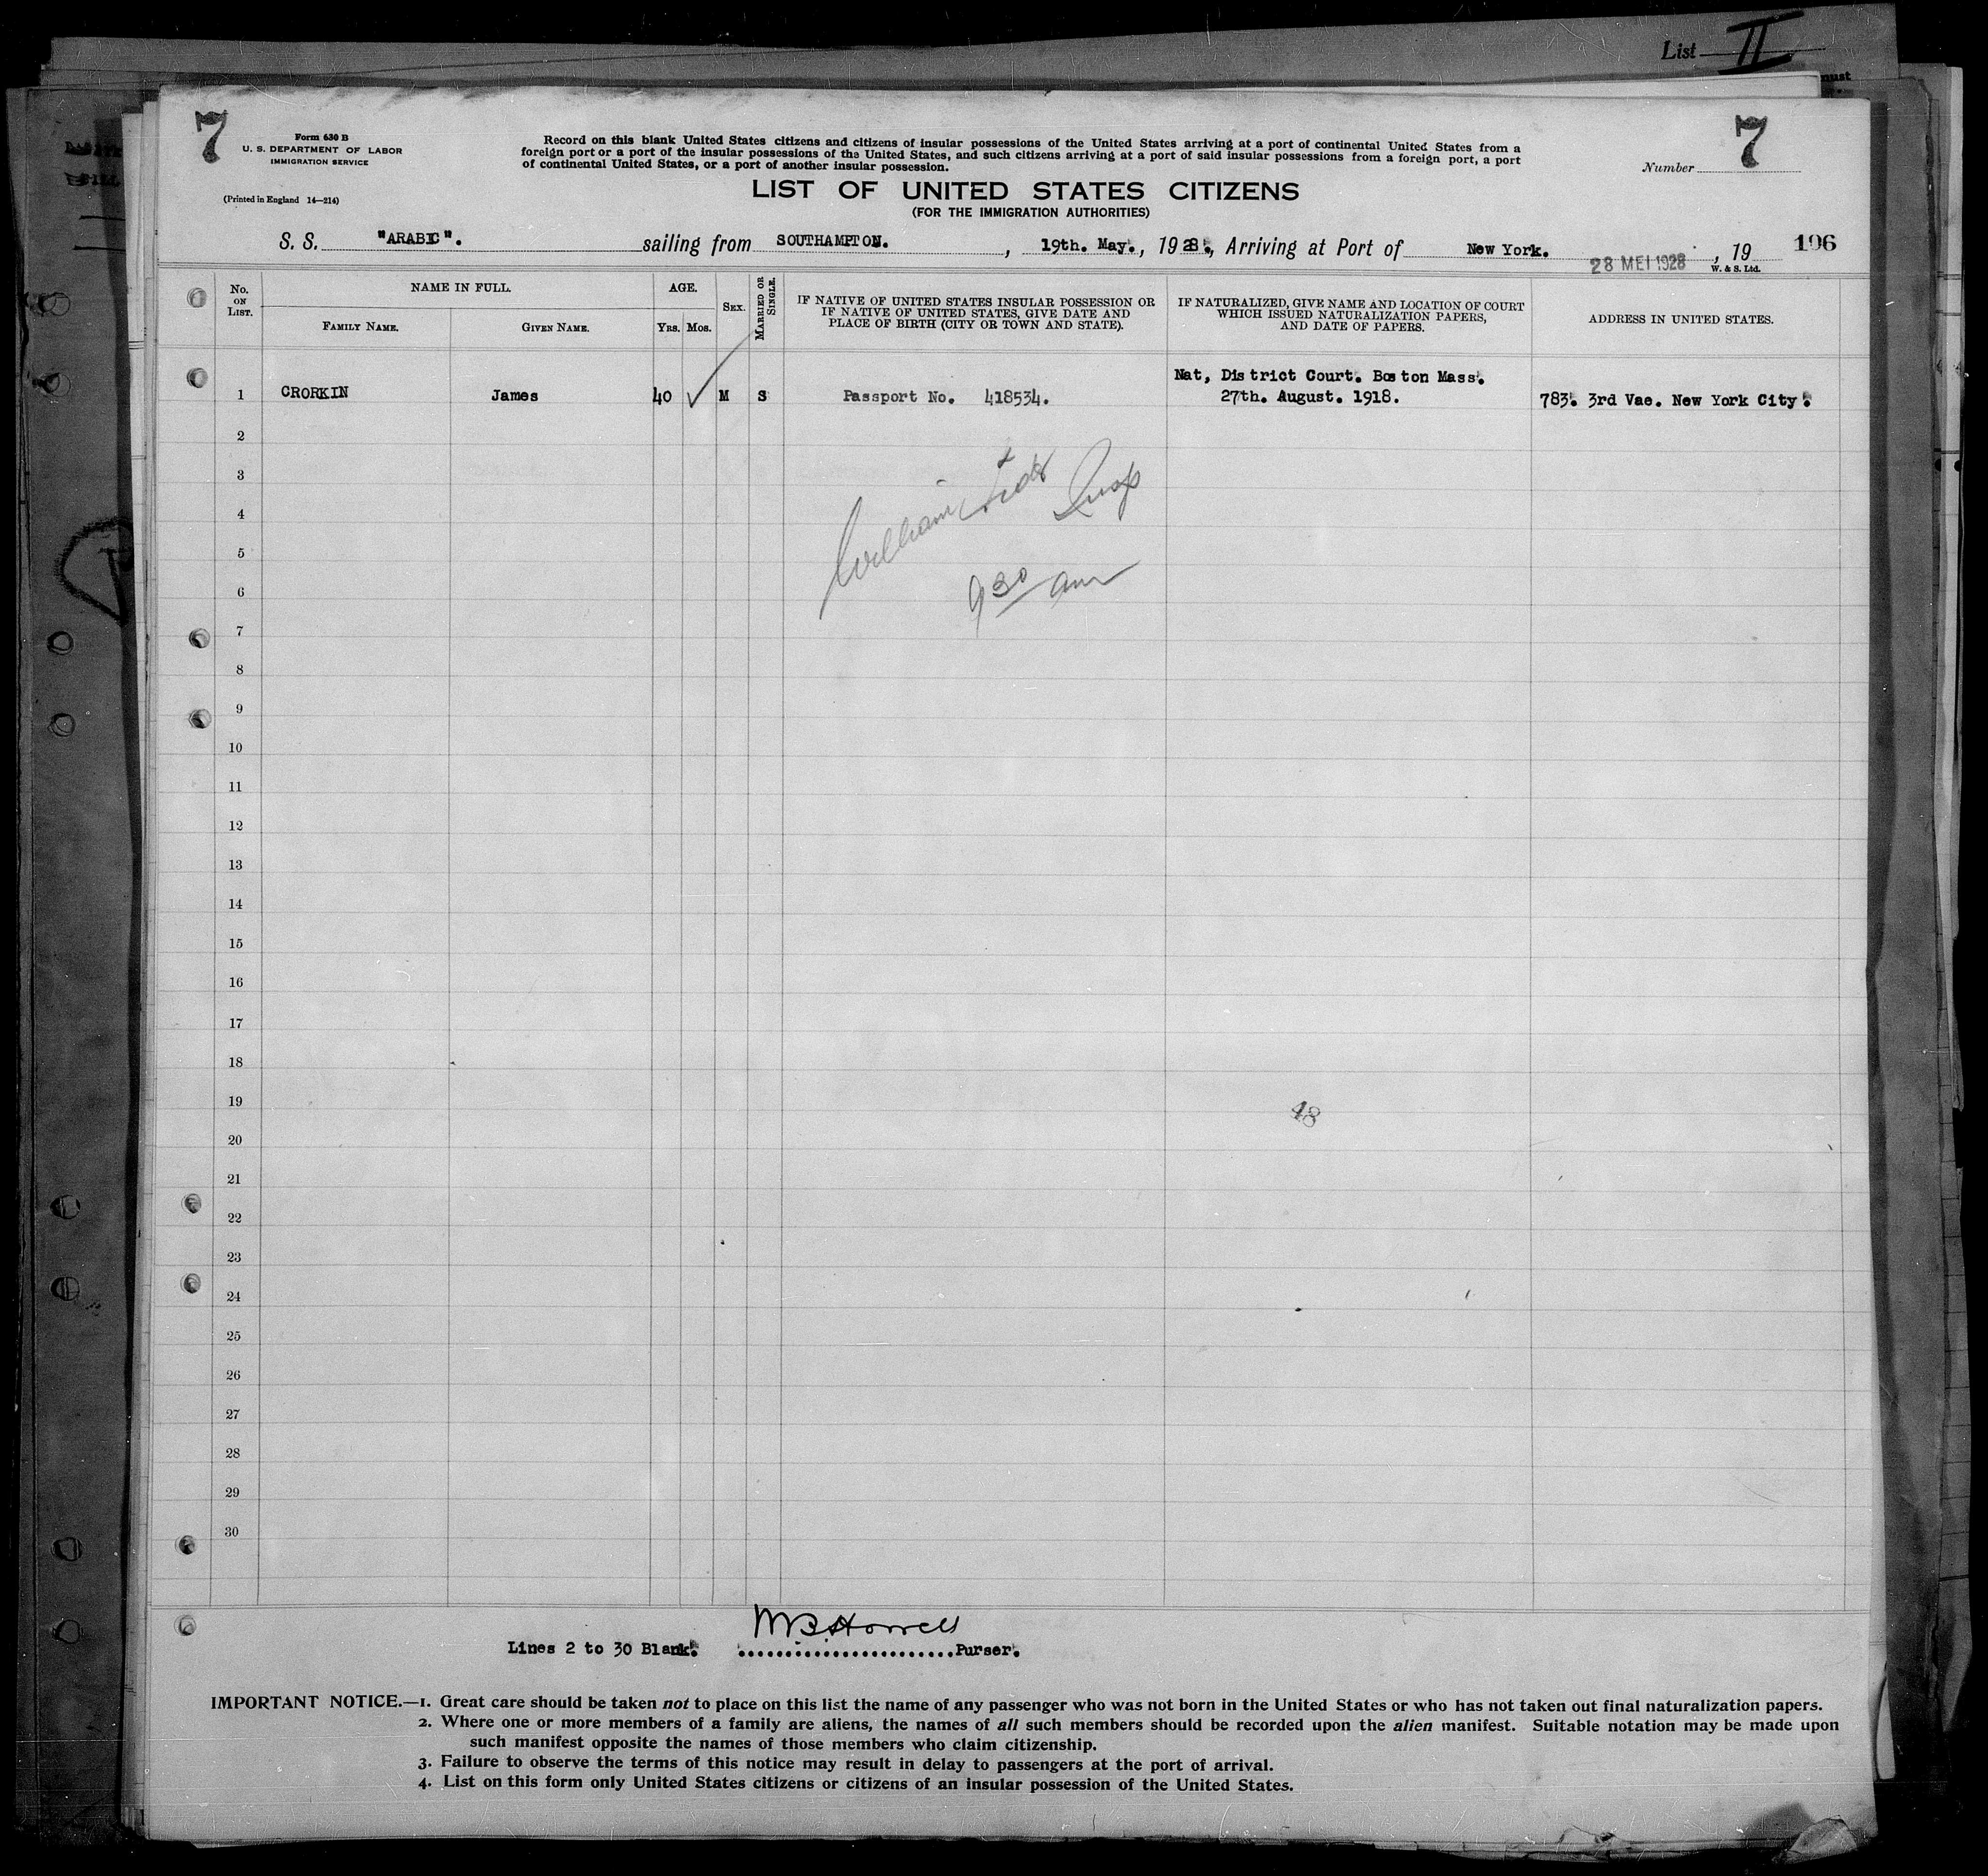 List II
must
7
Form 630 B
U. S. DEPARTMENT OF LABOR
IMMIGRATION SERVICE
(Printed in England 14—214)
Record on this blank United States citizens and citizens of insular possessions of the United States arriving at a port of continental United States from a
foreign port or a port of the insular possessions of the United States, and such citizens arriving at a port of said insular possessions from a foreign port, a port
of continental United States, or a port of another insular possession.
Number 7
LIST OF UNITED STATES CITIZENS
(FOR THE IMMIGRATION AUTHORITIES)
S. S. "ARABIC". sailing from SOUTHAMPTON. , 19th. May., 1928., Arriving at Port of New York. 28 MEI 1928 , 19 196
W. & S. Ltd.
No. ON LIST. NAME IN FULL. AGE. SEX. MARRIED OR SINGLE. IF NATIVE OF UNITED STATES INSULAR POSSESSION OR IF NATIVE OF UNITED STATES, GIVE DATE AND PLACE OF BIRTH (CITY OR TOWN AND STATE). IF NATURALIZED, GIVE NAME AND LOCATION OF COURT WHICH ISSUED NATURALIZATION PAPERS, AND DATE OF PAPERS. ADDRESS IN UNITED STATES.
FAMILY NAME. GIVEN NAME. YRS. MOS.
Nat, District Court. Boston Mass.
1 CRORKIN James 40 M S Passport No. 418534. 27th. August. 1918. 783. 3rd Vae. New York City.
2
3
William Insp
4
5
6
9 30 am
7
8
9
10
11
12
13
14
15
16
17
18
19
48
20
21
22
23
24
25
26
27
28
29
30
Lines 2 to 30 Blank. .......................Purser.
IMPORTANT NOTICE.—1. Great care should be taken not to place on this list the name of any passenger who was not born in the United States or who has not taken out final naturalization papers.
2. Where one or more members of a family are aliens, the names of all such members should be recorded upon the alien manifest. Suitable notation may be made upon
such manifest opposite the names of those members who claim citizenship.
3. Failure to observe the terms of this notice may result in delay to passengers at the port of arrival.
4. List on this form only United States citizens or citizens of an insular possession of the United States.